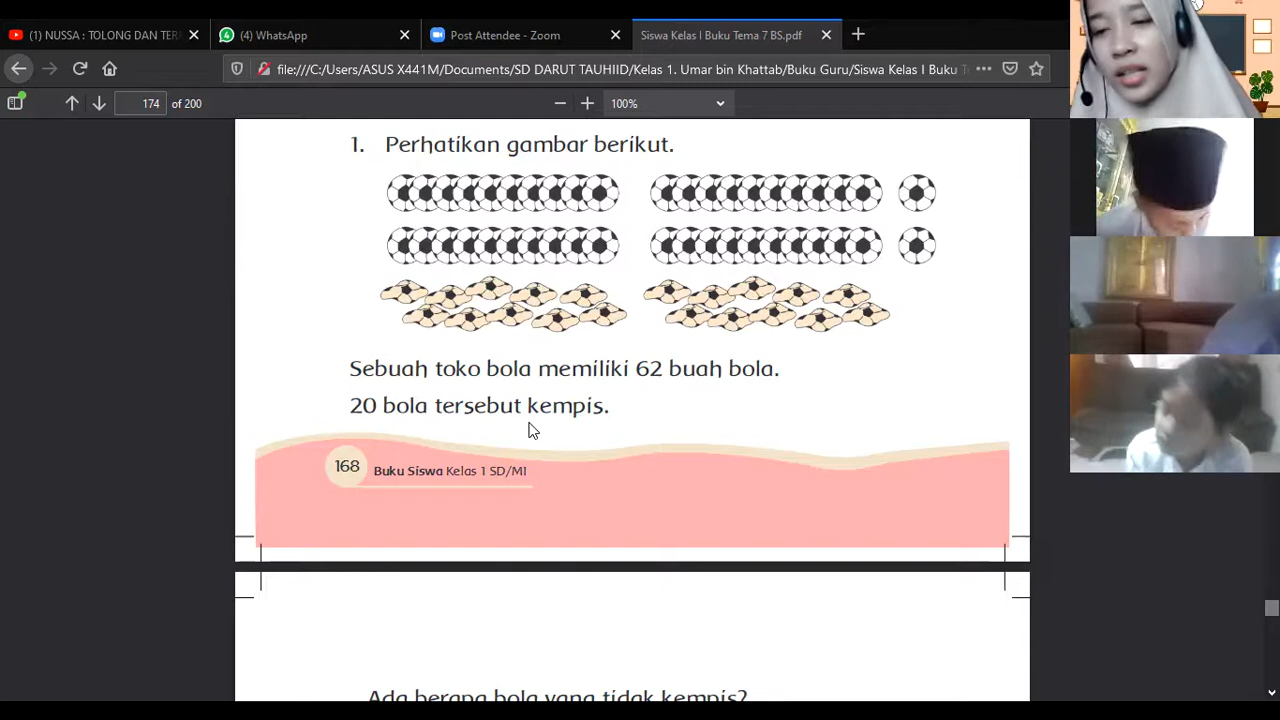 (1) NUSSA : TOLONG DAN TER
(4) WhatsApp
Post Attendee - Zoom
Siswa Kelas I Buku Tema 7 BS.pdf
file:///C:/Users/ASUS X441M/Documents/SD DARUT TAUHIID/Kelas 1. Umar bin Khattab/Buku Guru/Siswa Kelas I Buku
174 of 200
100%
1. Perhatikan gambar berikut.
Sebuah toko bola memiliki 62 buah bola.
20 bola tersebut kempis.
168 Buku Siswa Kelas 1 SD/MI
Ada berapa bola yang tidak kempis?